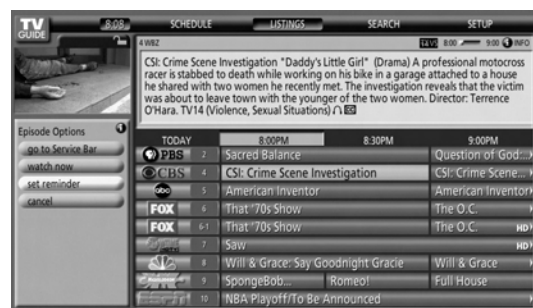 TV GUIDE 8:08 SCHEDULE LISTINGS SEARCH SETUP
4 WBZ 8:00 9:00 INFO
CSI: Crime Scene Investigation "Daddy's Little Girl" (Drama) A professional motocross
racer is stabbed to death while working on his bike in a garage attached to a house
he shared with two women he recently met. The investigation reveals that the victim
was about to leave town with the younger of the two women. Director: Terrence
O'Hara. TV14 (Violence, Sexual Situations)
Episode Options
go to Service Bar
watch now
set reminder
cancel
TODAY 8:00PM 8:30PM 9:00PM
PBS 2 Sacred Balance Question of God:...
CBS 4 CSI: Crime Scene Investigation CSI: Crime Scene...
abc 5 American Inventor American Inventor
FOX 6 That '70s Show The O.C.
FOX 6-1 That '70s Show The O.C. HD
7 Saw HD
8 Will & Grace: Say Goodnight Gracie Will & Grace
9 SpongeBob... Romeo! Full House
10 NBA Playoff/To Be Announced